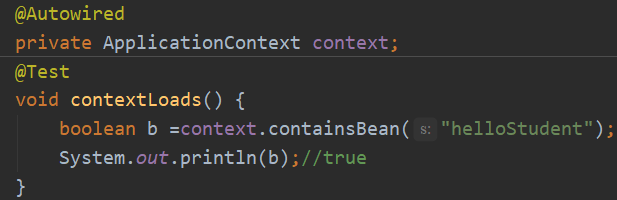 @Autowired
private ApplicationContext context;
@Test
void contextLoads() {
boolean b =context.containsBean( s: "helloStudent");
System.out.println(b);//true
}